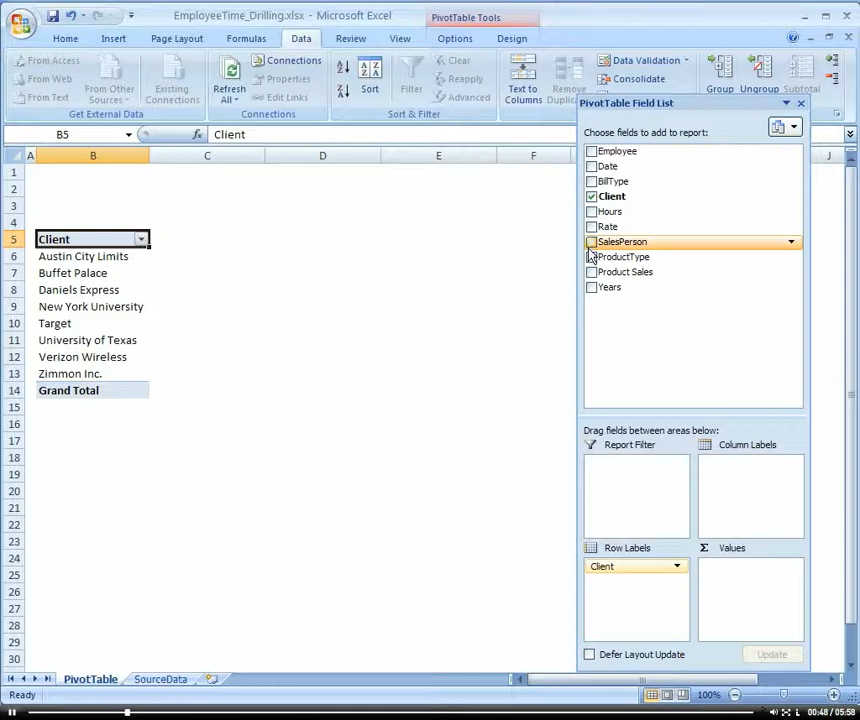 EmployeeTime_Drilling.xlsx - Microsoft Excel
PivotTable Tools
Home Insert Page Layout Formulas Data Review View Options Design
From Access
From Web
From Text
From Other Sources
Existing Connections
Get External Data
Refresh All
Connections
Properties
Edit Links
Connections
Sort
Filter
Clear
Reapply
Advanced
Sort & Filter
Text to Columns
Remove Duplicates
Data Validation
Consolidate
Group
Ungroup
Subtotal
B5
fx
Client
A B C D E F J
1
2
3
4
5 Client
6 Austin City Limits
7 Buffet Palace
8 Daniels Express
9 New York University
10 Target
11 University of Texas
12 Verizon Wireless
13 Zimmon Inc.
14 Grand Total
15
16
17
18
19
20
21
22
23
24
25
26
27
28
29
30
PivotTable Field List
Choose fields to add to report:
Employee
Date
BillType
Client
Hours
Rate
SalesPerson
ProductType
Product Sales
Years
Drag fields between areas below:
Report Filter
Column Labels
Row Labels
Σ Values
Client
Defer Layout Update
Update
PivotTable SourceData
Ready
100%
00:48 / 05:58